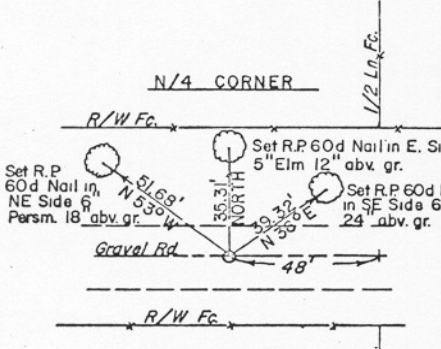 N/4 CORNER
1/2 Ln. Fc.
R/W Fc.
Set R.P. 60d Nail in E. Si
5" Elm 12" abv. gr.
Set R.P
60d Nail in
NE Side 6"
Persm. 18" abv. gr.
51.68'
N 53° W
35.31'
NORTH
39.32'
N 56° E
Set R.P. 60d
in SE Side 6
24" abv. gr.
Gravel Rd
48'
R/W Fc.